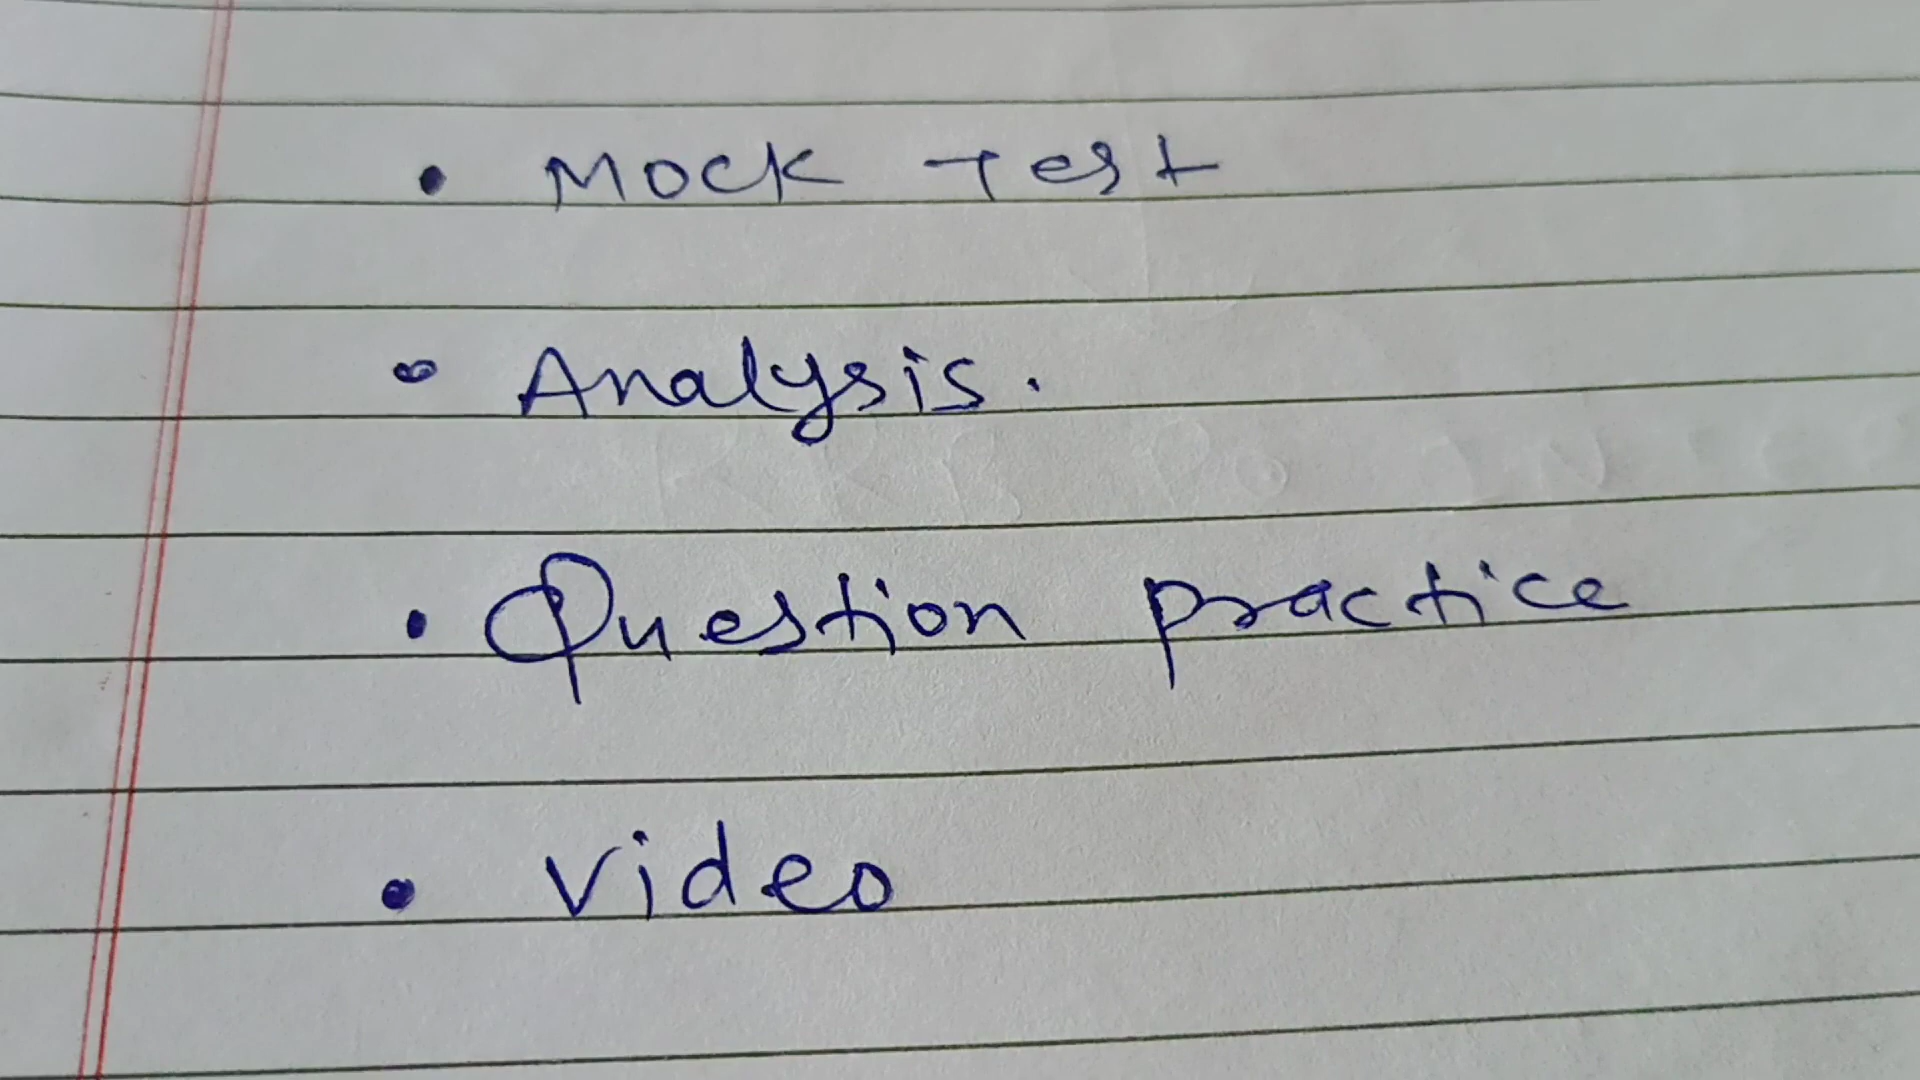 • Mock Test
• Analysis.
• Question practice
• video